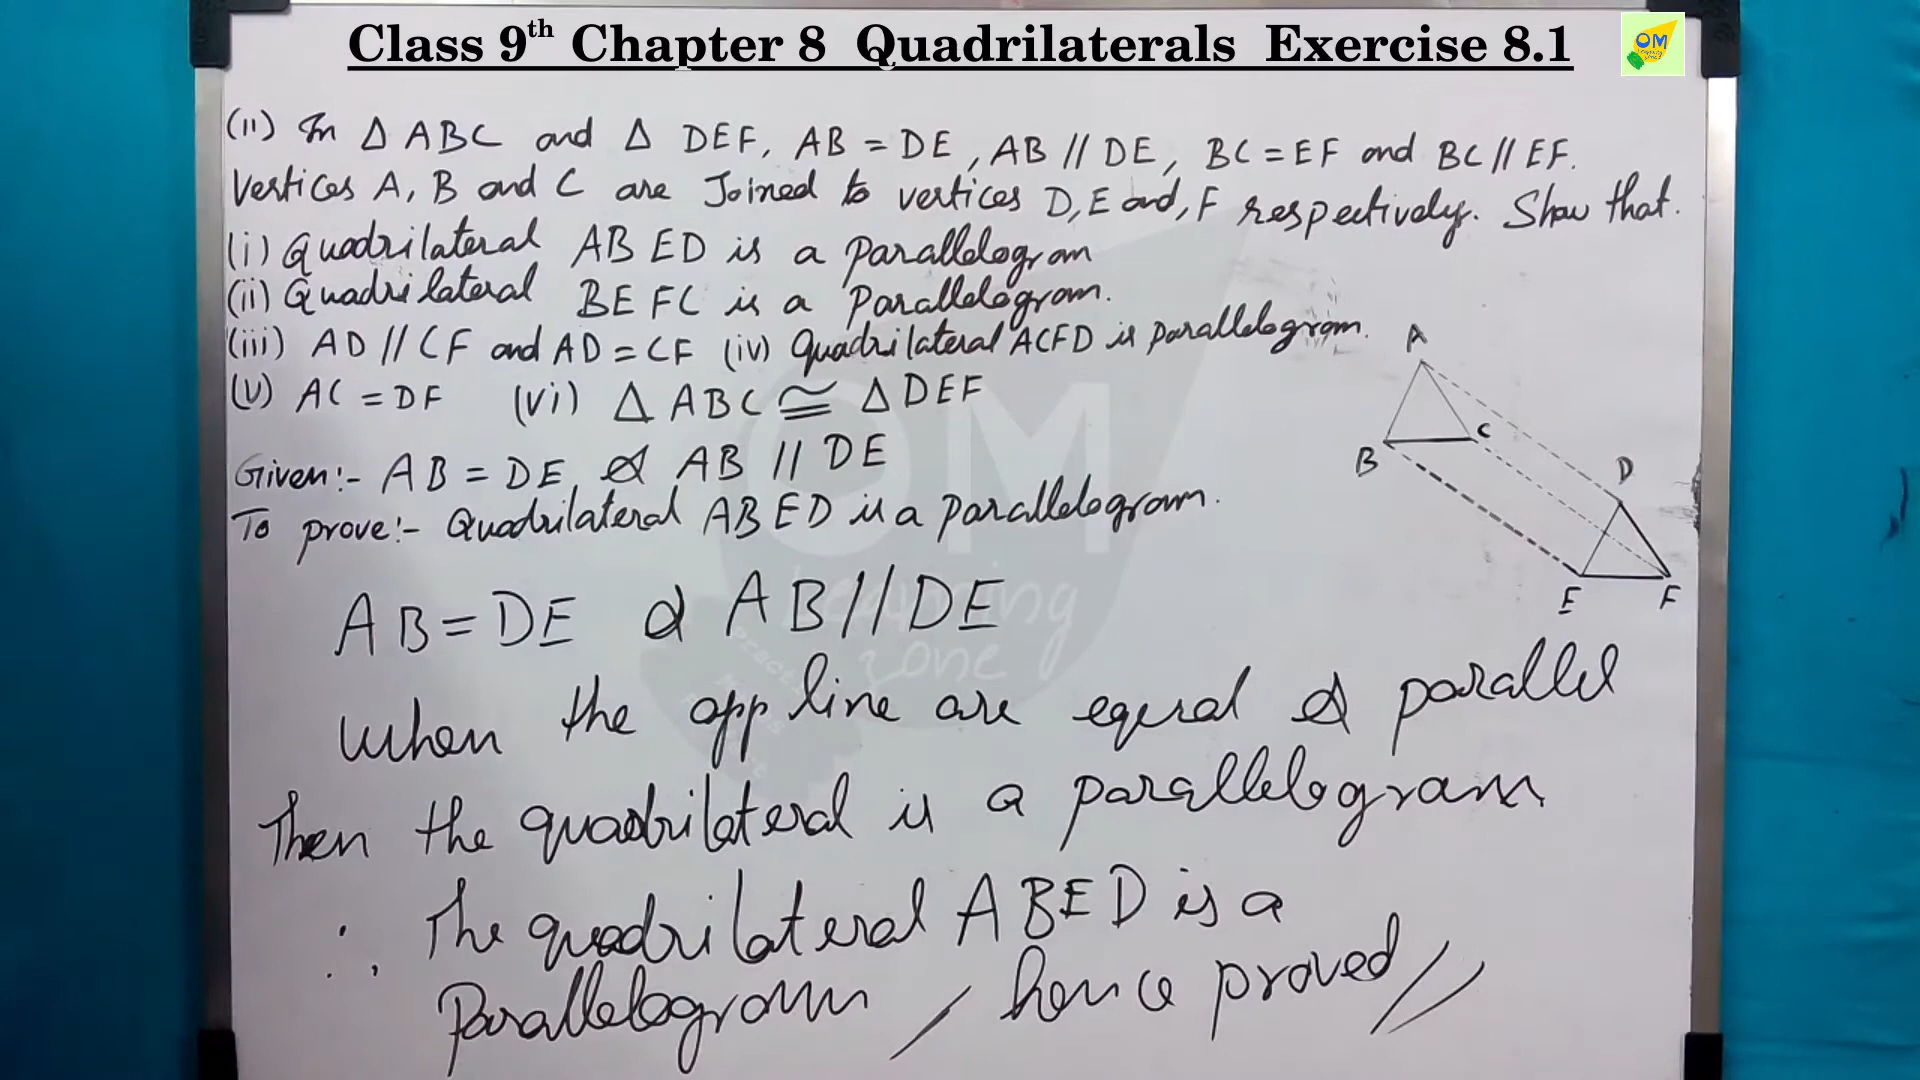 Class 9th Chapter 8 Quadrilaterals Exercise 8.1
OM
(11) In Δ ABC and Δ DEF, AB = DE, AB // DE, BC = EF and BC // EF.
Vertices A, B and C are Joined to vertices D, E and, F respectively. Show that.
(i) Quadrilateral ABED is a parallelogram
(ii) Quadrilateral BEFC is a Parallelogram.
(iii) AD // CF and AD = CF (iv) Quadrilateral ACFD is parallelogram.
(v) AC = DF (vi) Δ ABC ≅ Δ DEF
A
B
C
D
E
F
Given:- AB = DE & AB // DE
To prove:- Quadrilateral ABED is a parallelogram.
AB = DE & AB // DE
When the opp line are equal & parallel
Then the quadrilateral is a parallelogram
∴ The quadrilateral ABED is a
Parallelogram, hence proved //
OM
Learning
zone